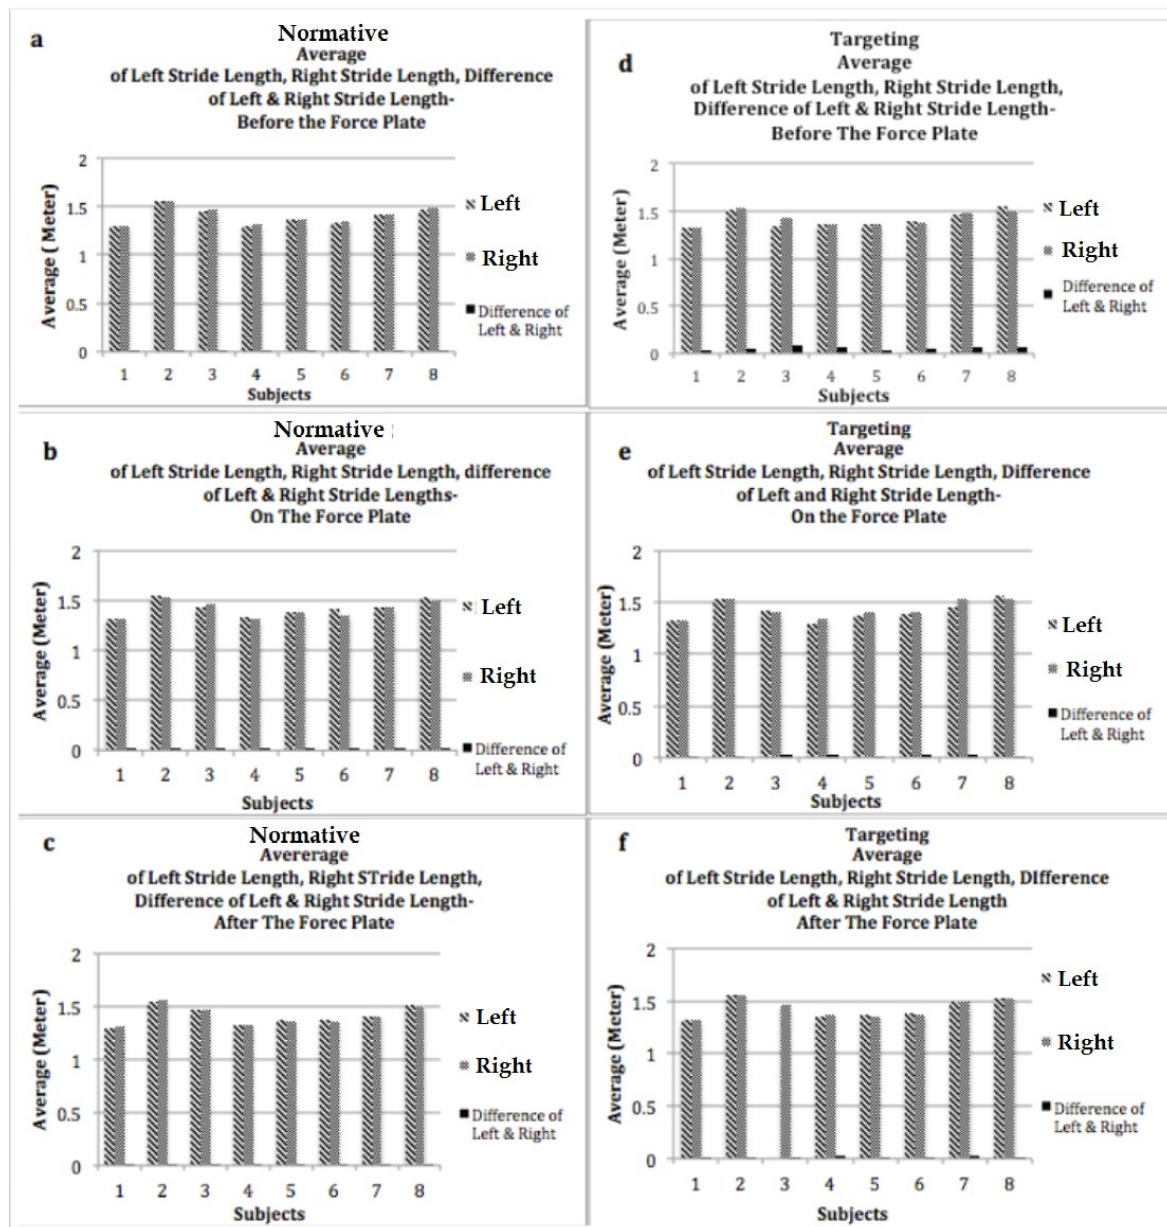 a
Normative
Average
of Left Stride Length, Right Stride Length, Difference
of Left & Right Stride Length-
Before the Force Plate
Average ( Meter)
2
1.5
1
0.5
0
1 2 3 4 5 6 7 8
Subjects
Left
Right
Difference of
Left & Right
d
Targeting
Average
of Left Stride Length, Right Stride Length,
Difference of Left & Right Stride Length-
Before The Force Plate
Average (Meter)
2
1.5
1
0.5
0
1 2 3 4 5 6 7 8
Subjects
Left
Right
Difference of
Left & Right
b
Normative :
Average
of Left Stride Length, Right Stride Length, difference
of Left & Right Stride Lengths-
On The Force Plate
Average (Meter)
2
1.5
1
0.5
0
1 2 3 4 5 6 7 8
Subjects
Left
Right
Difference of
Left & Right
e
Targeting
Average
of Left Stride Length, Right Stride Length, Difference
of Left and Right Stride Length-
On the Force Plate
Average (Meter)
2
1.5
1
0.5
0
1 2 3 4 5 6 7 8
Subjects
Left
Right
Difference of
Left & Right
c
Normative
Avererage
of Left Stride Length, Right STride Length,
Difference of Left & Right Stride Length-
After The Forec Plate
Average (Meter)
2
1.5
1
0.5
0
1 2 3 4 5 6 7 8
Subjects
Left
Right
Difference of
Left & Right
f
Targeting
Average
of Left Stride Length, Right Stride Length, DIfference
of Left & Right Stride Length
After The Force Plate
Average (Meter)
2
1.5
1
0.5
0
1 2 3 4 5 6 7 8
Subjects
Left
Right
Difference of
Left & Right